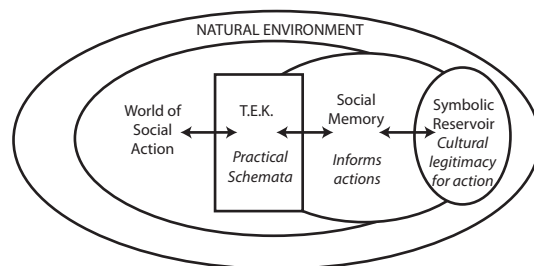 NATURAL ENVIRONMENT
World of
Social
Action
T.E.K.
Practical
Schemata
Social
Memory
Informs
actions
Symbolic
Reservoir
Cultural
legitimacy
for action